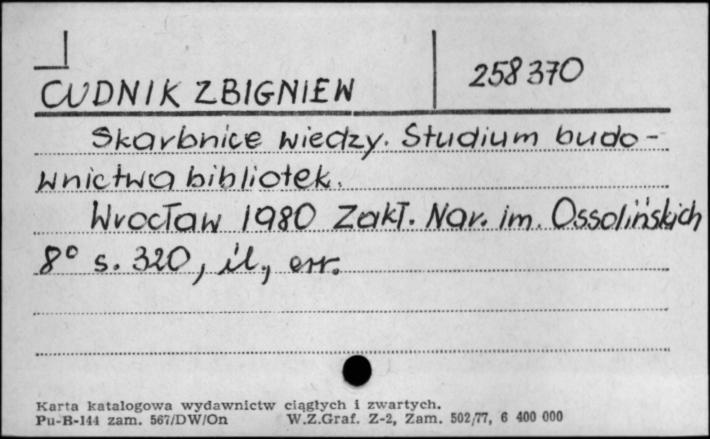 CUDNIK ZBIGNIEW 258370
Skarbnice wiedzy. Studium budo-
wnictwa bibliotek.
Wrocław 1980 Zakł. Nar. im. Ossolińskich
8° s. 320, il., err.
Karta katalogowa wydawnictw ciągłych i zwartych.
Pu-B-144 zam. 567/DW/On W.Z.Graf. Z-2, Zam. 502/77, 6 400 000